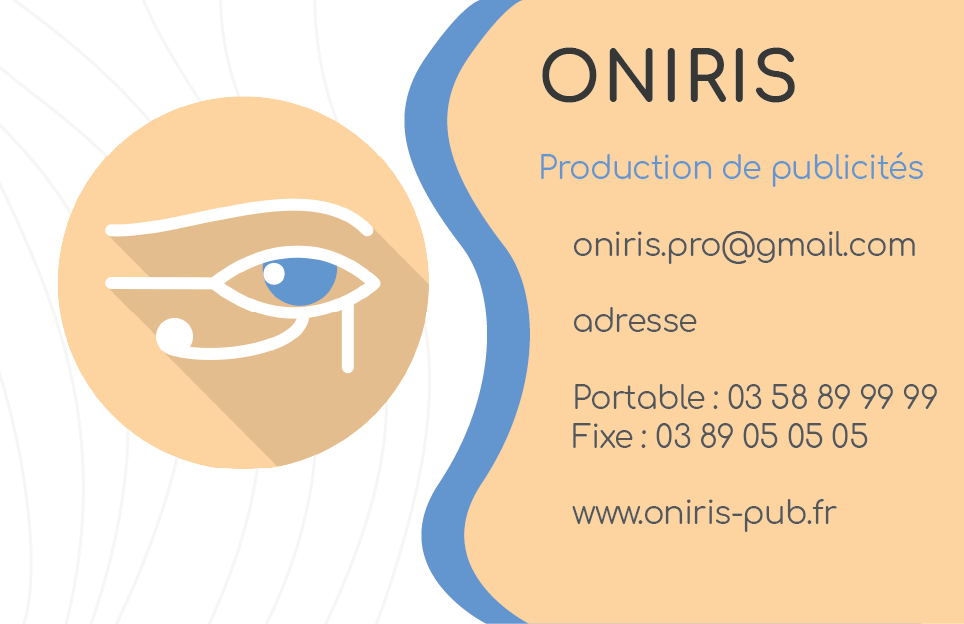 ONIRIS
Production de publicités
oniris.pro@gmail.com
adresse
Portable : 03 58 89 99 99
Fixe : 03 89 05 05 05
www.oniris-pub.fr